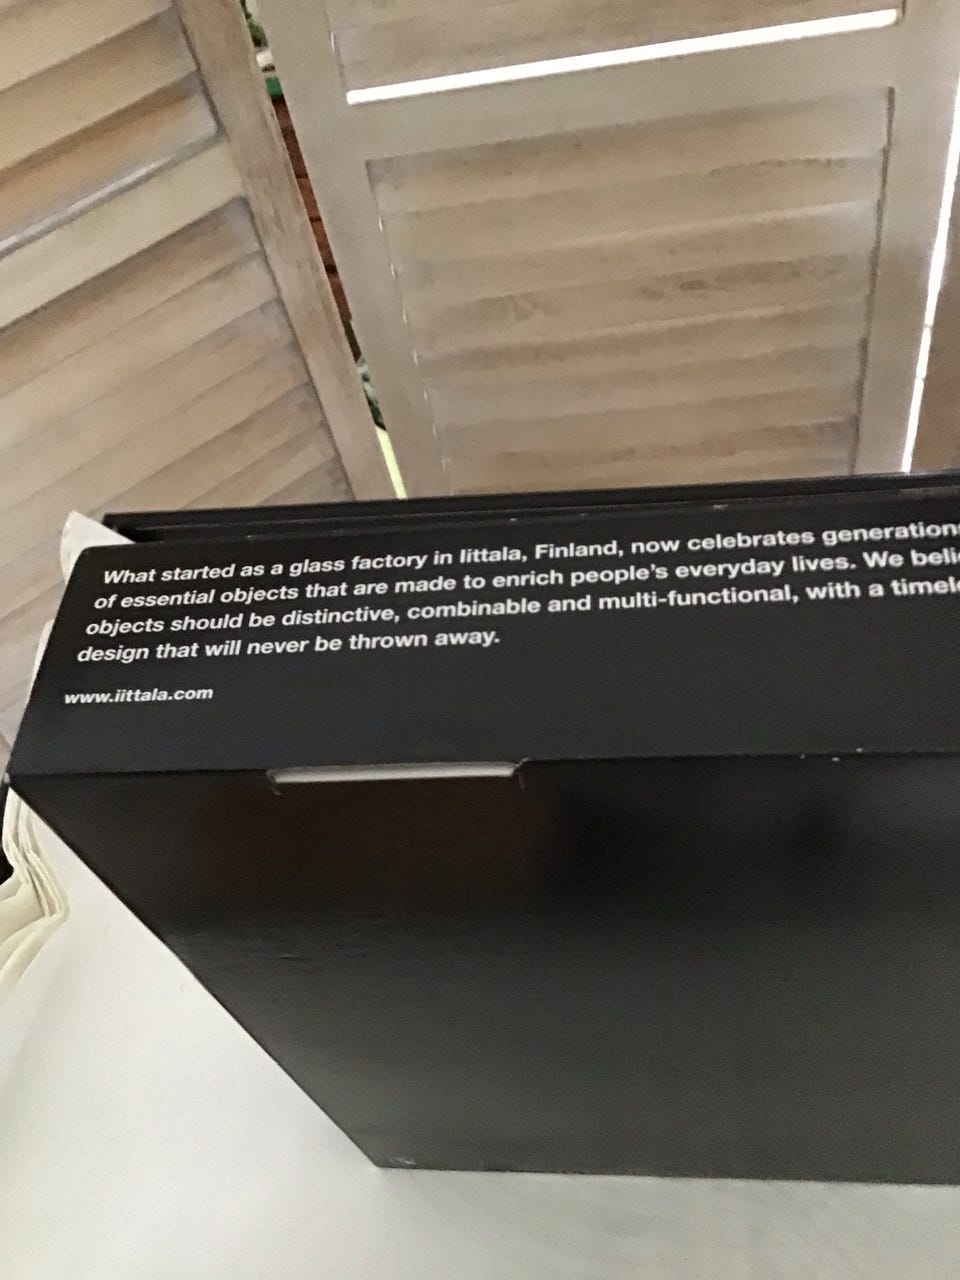 What started as a glass factory in Iittala, Finland, now celebrates generations
of essential objects that are made to enrich people's everyday lives. We
objects should be distinctive, combinable and multi-functional, with a
design that will never be thrown away.
www.iittala.com